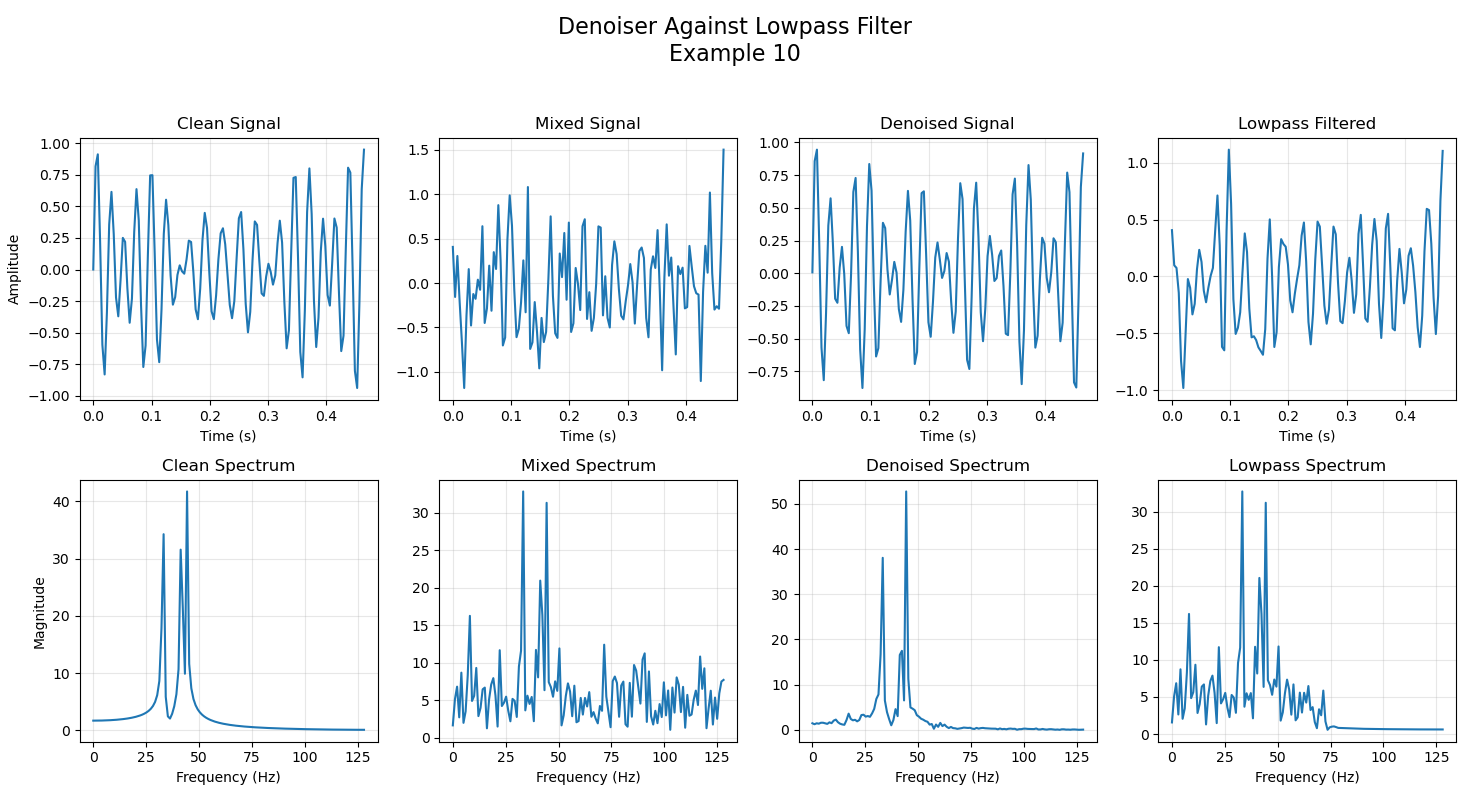 Denoiser Against Lowpass Filter
Example 10
Clean Signal
Mixed Signal
Denoised Signal
Lowpass Filtered
1.00
0.75
0.50
0.25
0.00
−0.25
−0.50
−0.75
−1.00
Amplitude
0.0 0.1 0.2 0.3 0.4
Time (s)
1.5
1.0
0.5
0.0
−0.5
−1.0
0.0 0.1 0.2 0.3 0.4
Time (s)
1.00
0.75
0.50
0.25
0.00
−0.25
−0.50
−0.75
0.0 0.1 0.2 0.3 0.4
Time (s)
1.0
0.5
0.0
−0.5
−1.0
0.0 0.1 0.2 0.3 0.4
Time (s)
Clean Spectrum
Mixed Spectrum
Denoised Spectrum
Lowpass Spectrum
40
30
20
10
0
Magnitude
0 25 50 75 100 125
Frequency (Hz)
30
25
20
15
10
5
0
0 25 50 75 100 125
Frequency (Hz)
50
40
30
20
10
0
0 25 50 75 100 125
Frequency (Hz)
30
25
20
15
10
5
0
0 25 50 75 100 125
Frequency (Hz)